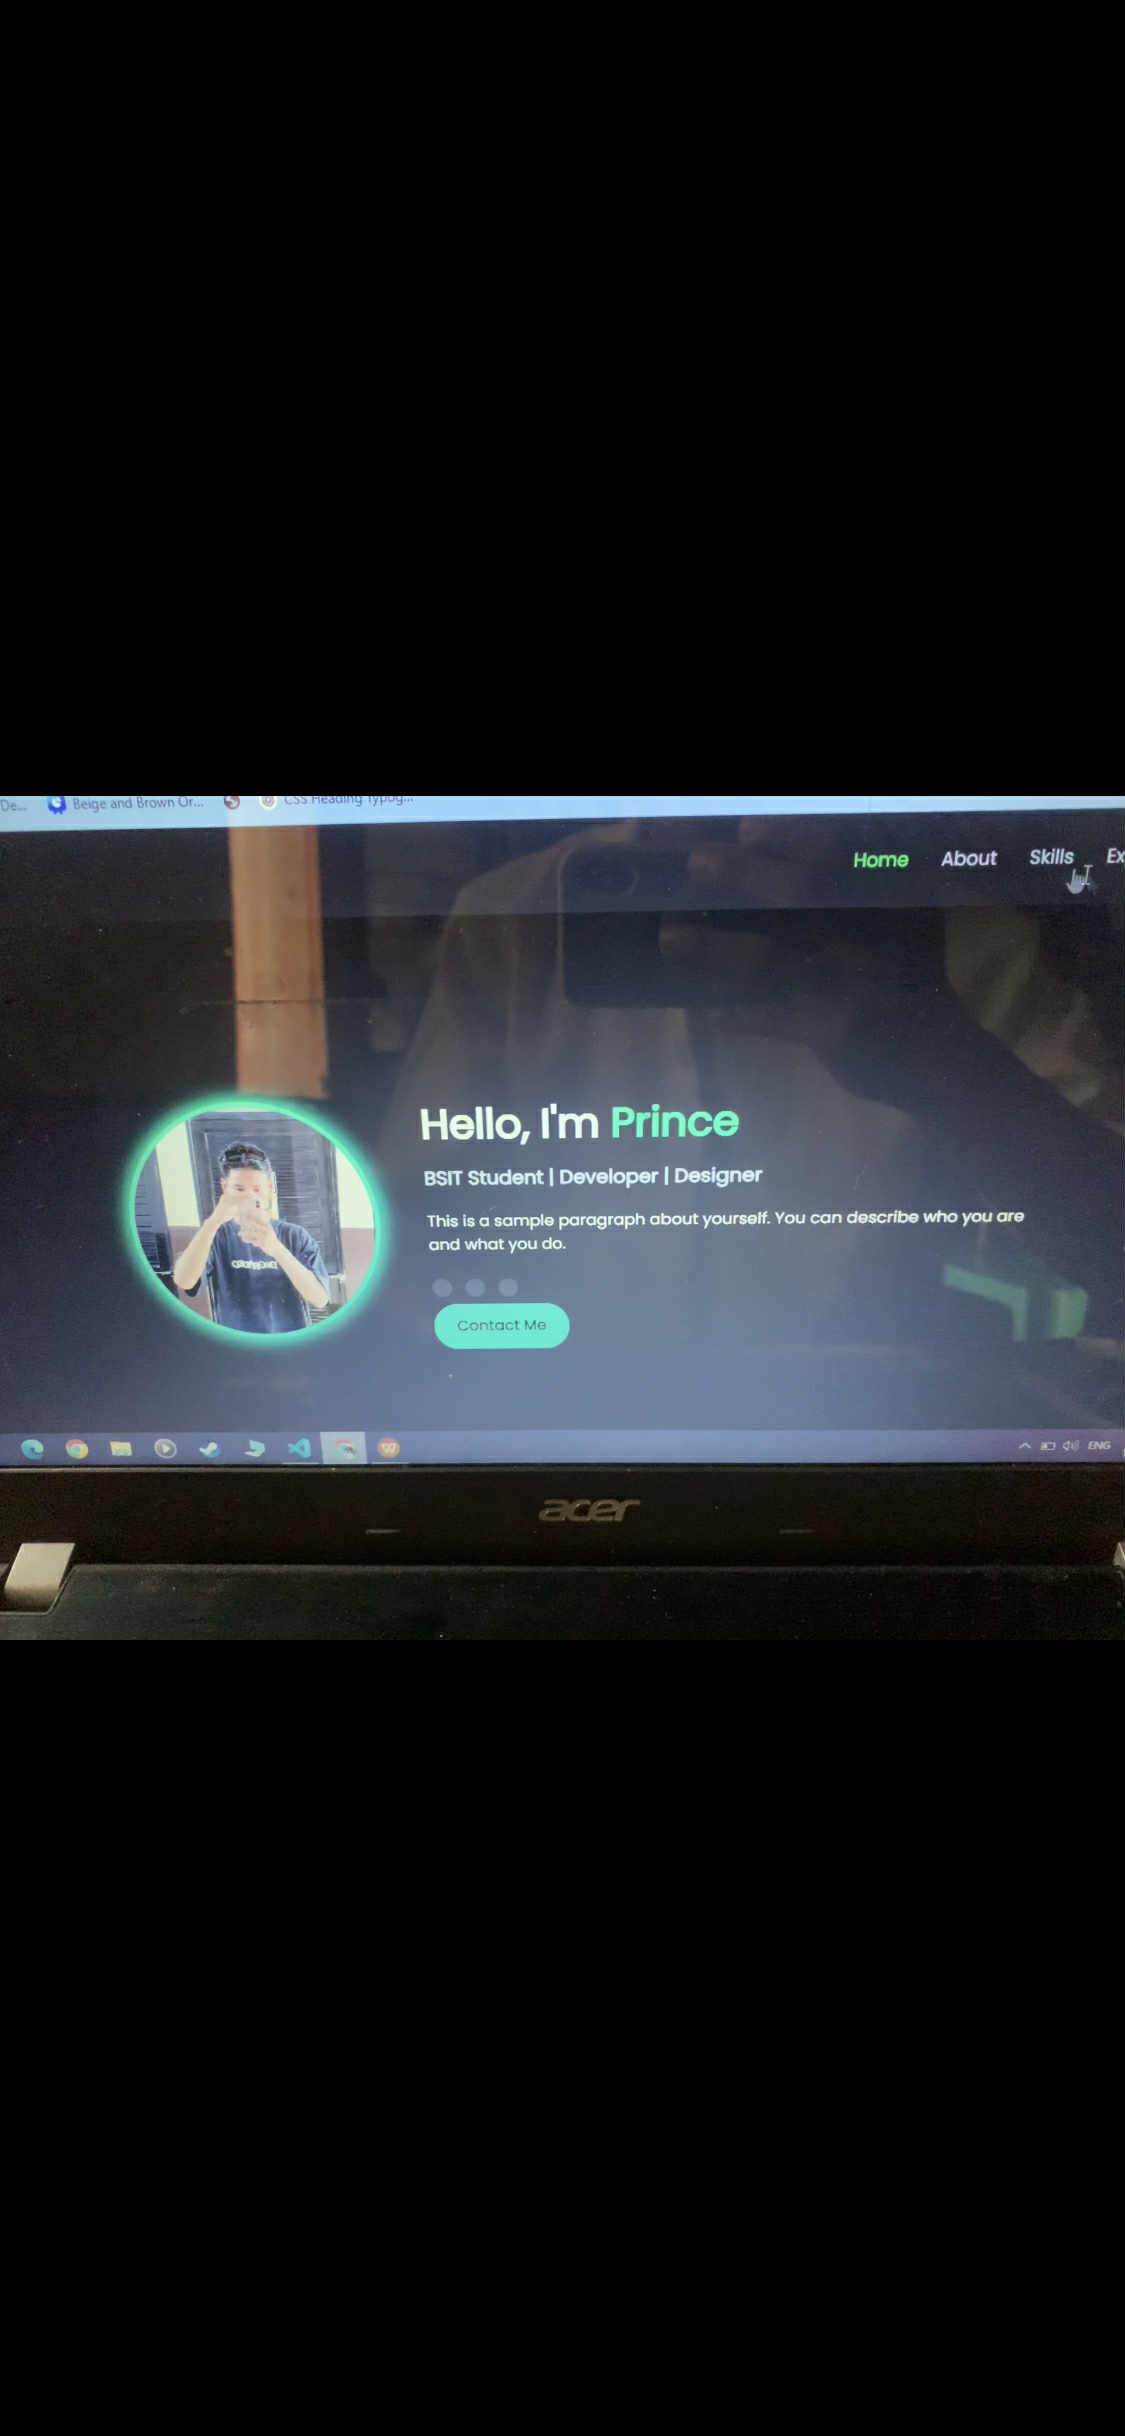 De...
Beige and Brown Or...
CSS Heading Typog...
Home
About
Skills
Ex
Hello, I'm Prince
BSIT Student | Developer | Designer
This is a sample paragraph about yourself. You can describe who you are
and what you do.
Contact Me
ENG
acer